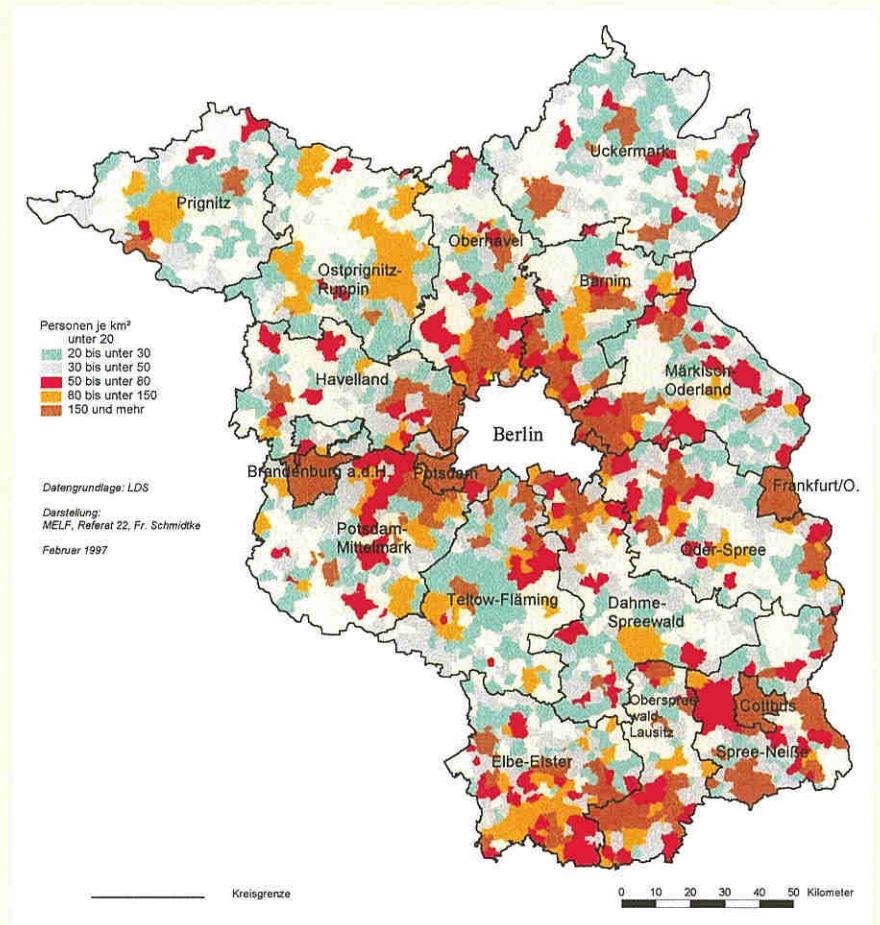 Uckermark
Prignitz
Oberhavel
Ostprignitz-
Ruppin
Barnim
Personen je km²
unter 20
20 bis unter 30
30 bis unter 50
50 bis unter 80
80 bis unter 150
150 und mehr
Havelland
Märkisch-
Oderland
Berlin
Brandenburg a.d.H.
Potsdam
Frankfurt/O.
Datengrundlage: LDS
Darstellung:
MELF, Referat 22, Fr. Schmidtke
Februar 1997
Potsdam-
Mittelmark
Oder-Spree
Teltow-Fläming
Dahme-
Spreewald
Oberspree
wald-
Lausitz
Cottbus
Spree-Neiße
Elbe-Elster
Kreisgrenze
0 10 20 30 40 50 Kilometer